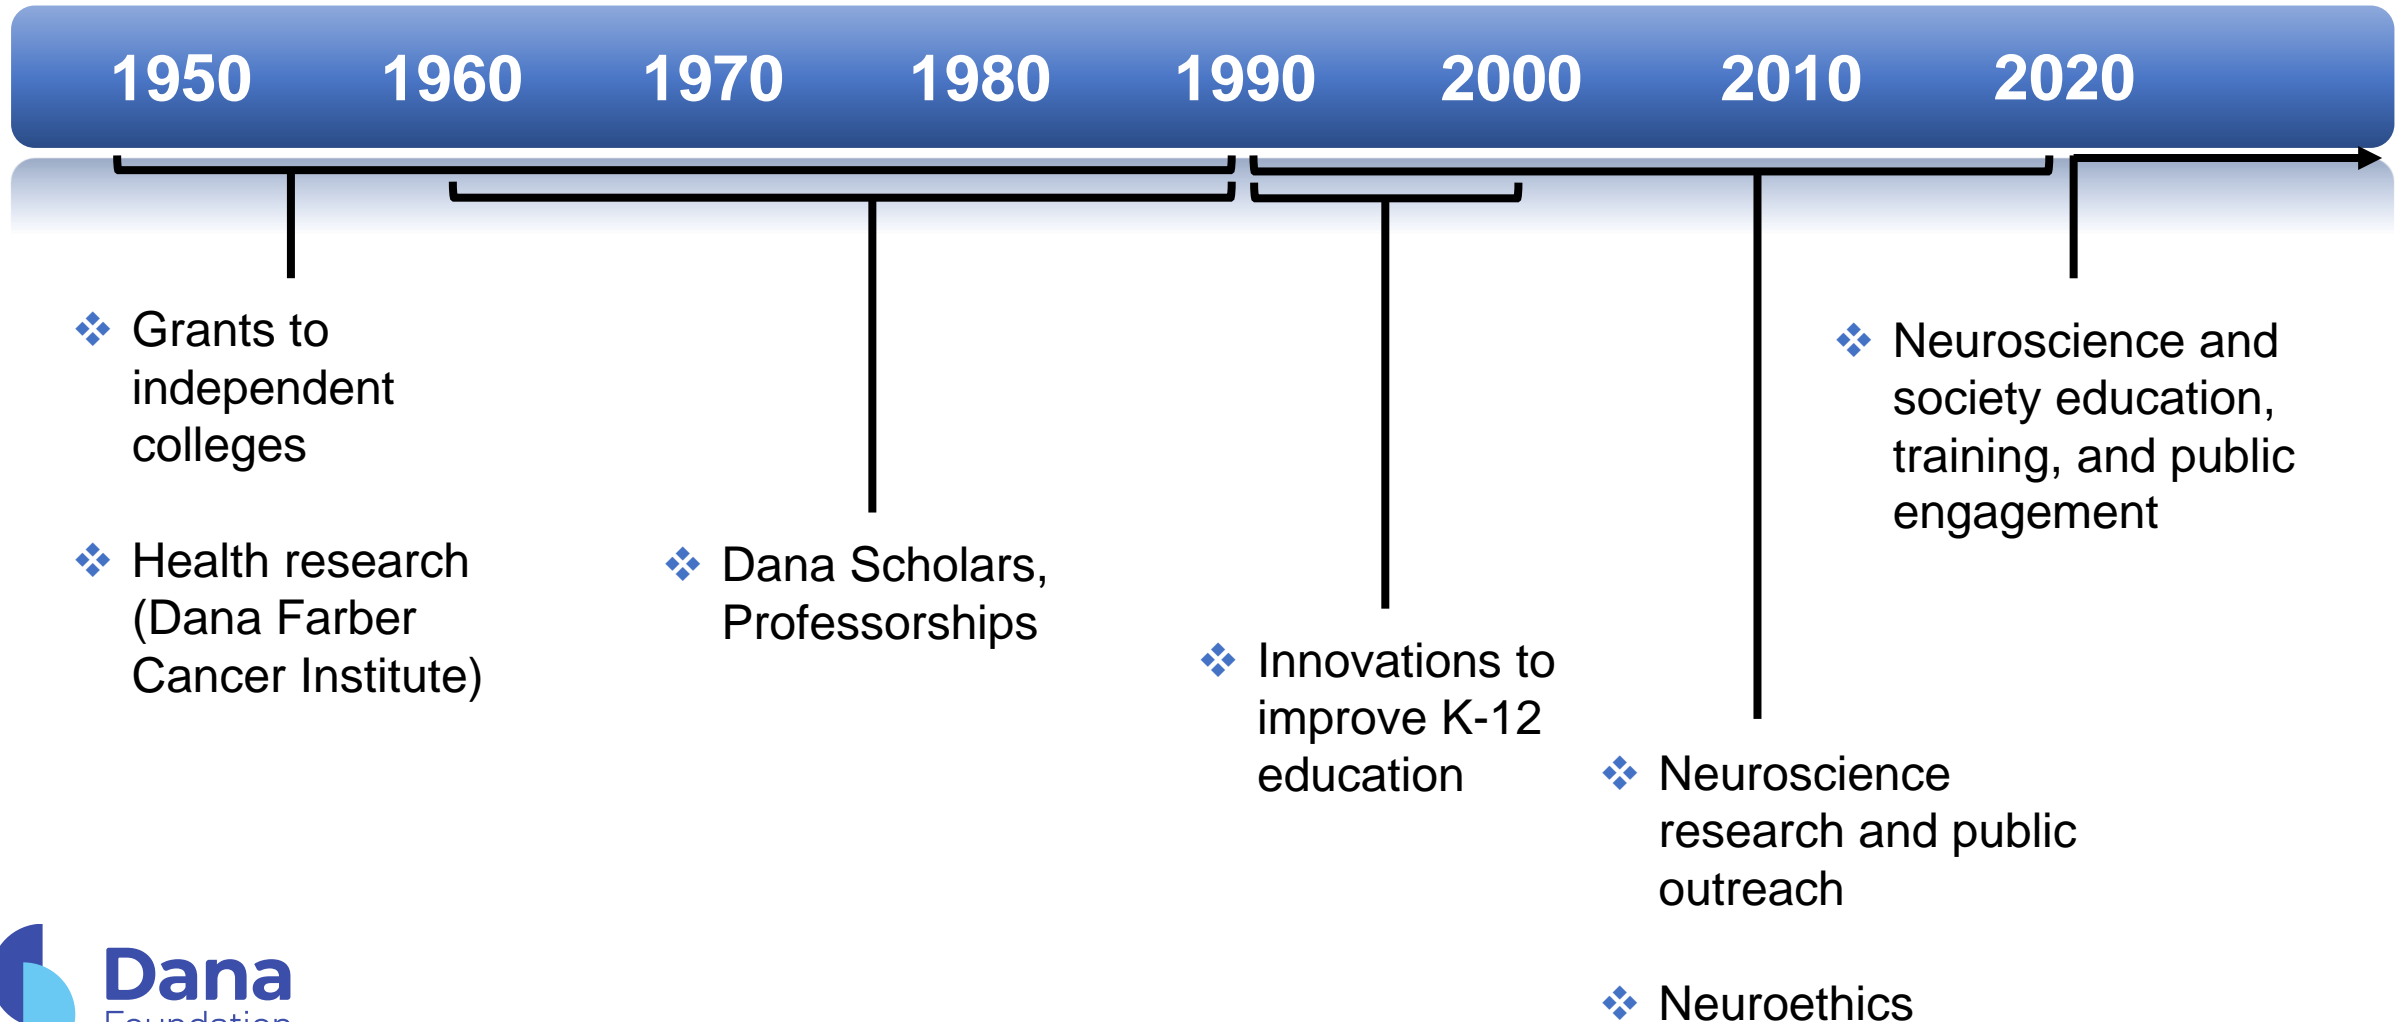 1950 1960 1970 1980 1990 2000 2010 2020
Grants to
independent
colleges
Health research
(Dana Farber
Cancer Institute)
Dana Scholars,
Professorships
Innovations to
improve K-12
education
Neuroscience
research and public
outreach
Neuroethics
Neuroscience and
society education,
training, and public
engagement
Dana
Foundation